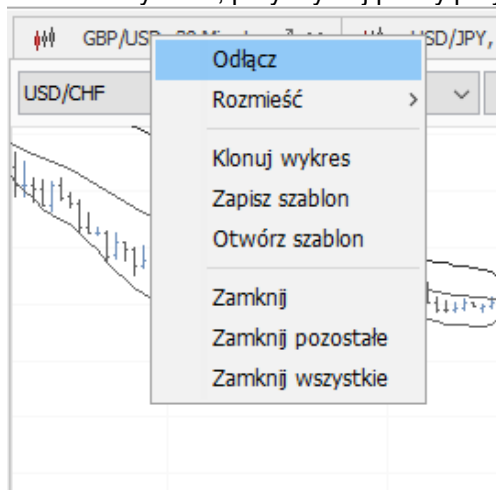 GBP/USD
USD/JPY,
Odłącz
USD/CHF
Rozmieść
Klonuj wykres
Zapisz szablon
Otwórz szablon
Zamknij
Zamknij pozostałe
Zamknij wszystkie